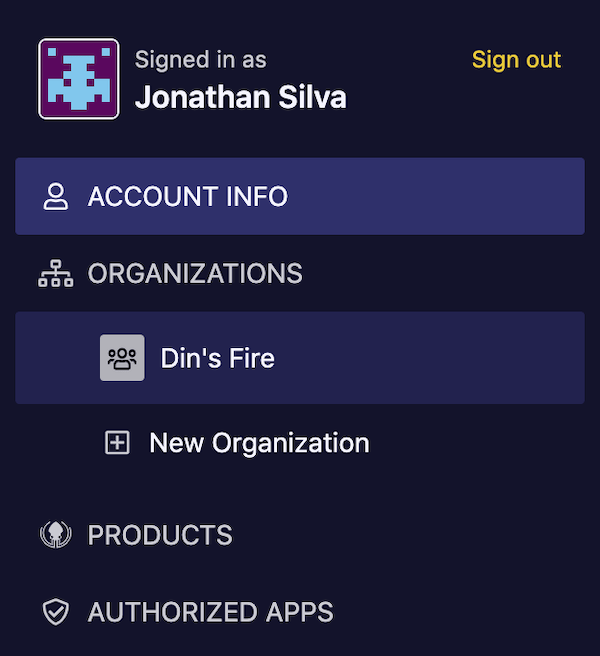 Signed in as
Sign out
Jonathan Silva
ACCOUNT INFO
ORGANIZATIONS
Din's Fire
New Organization
PRODUCTS
AUTHORIZED APPS